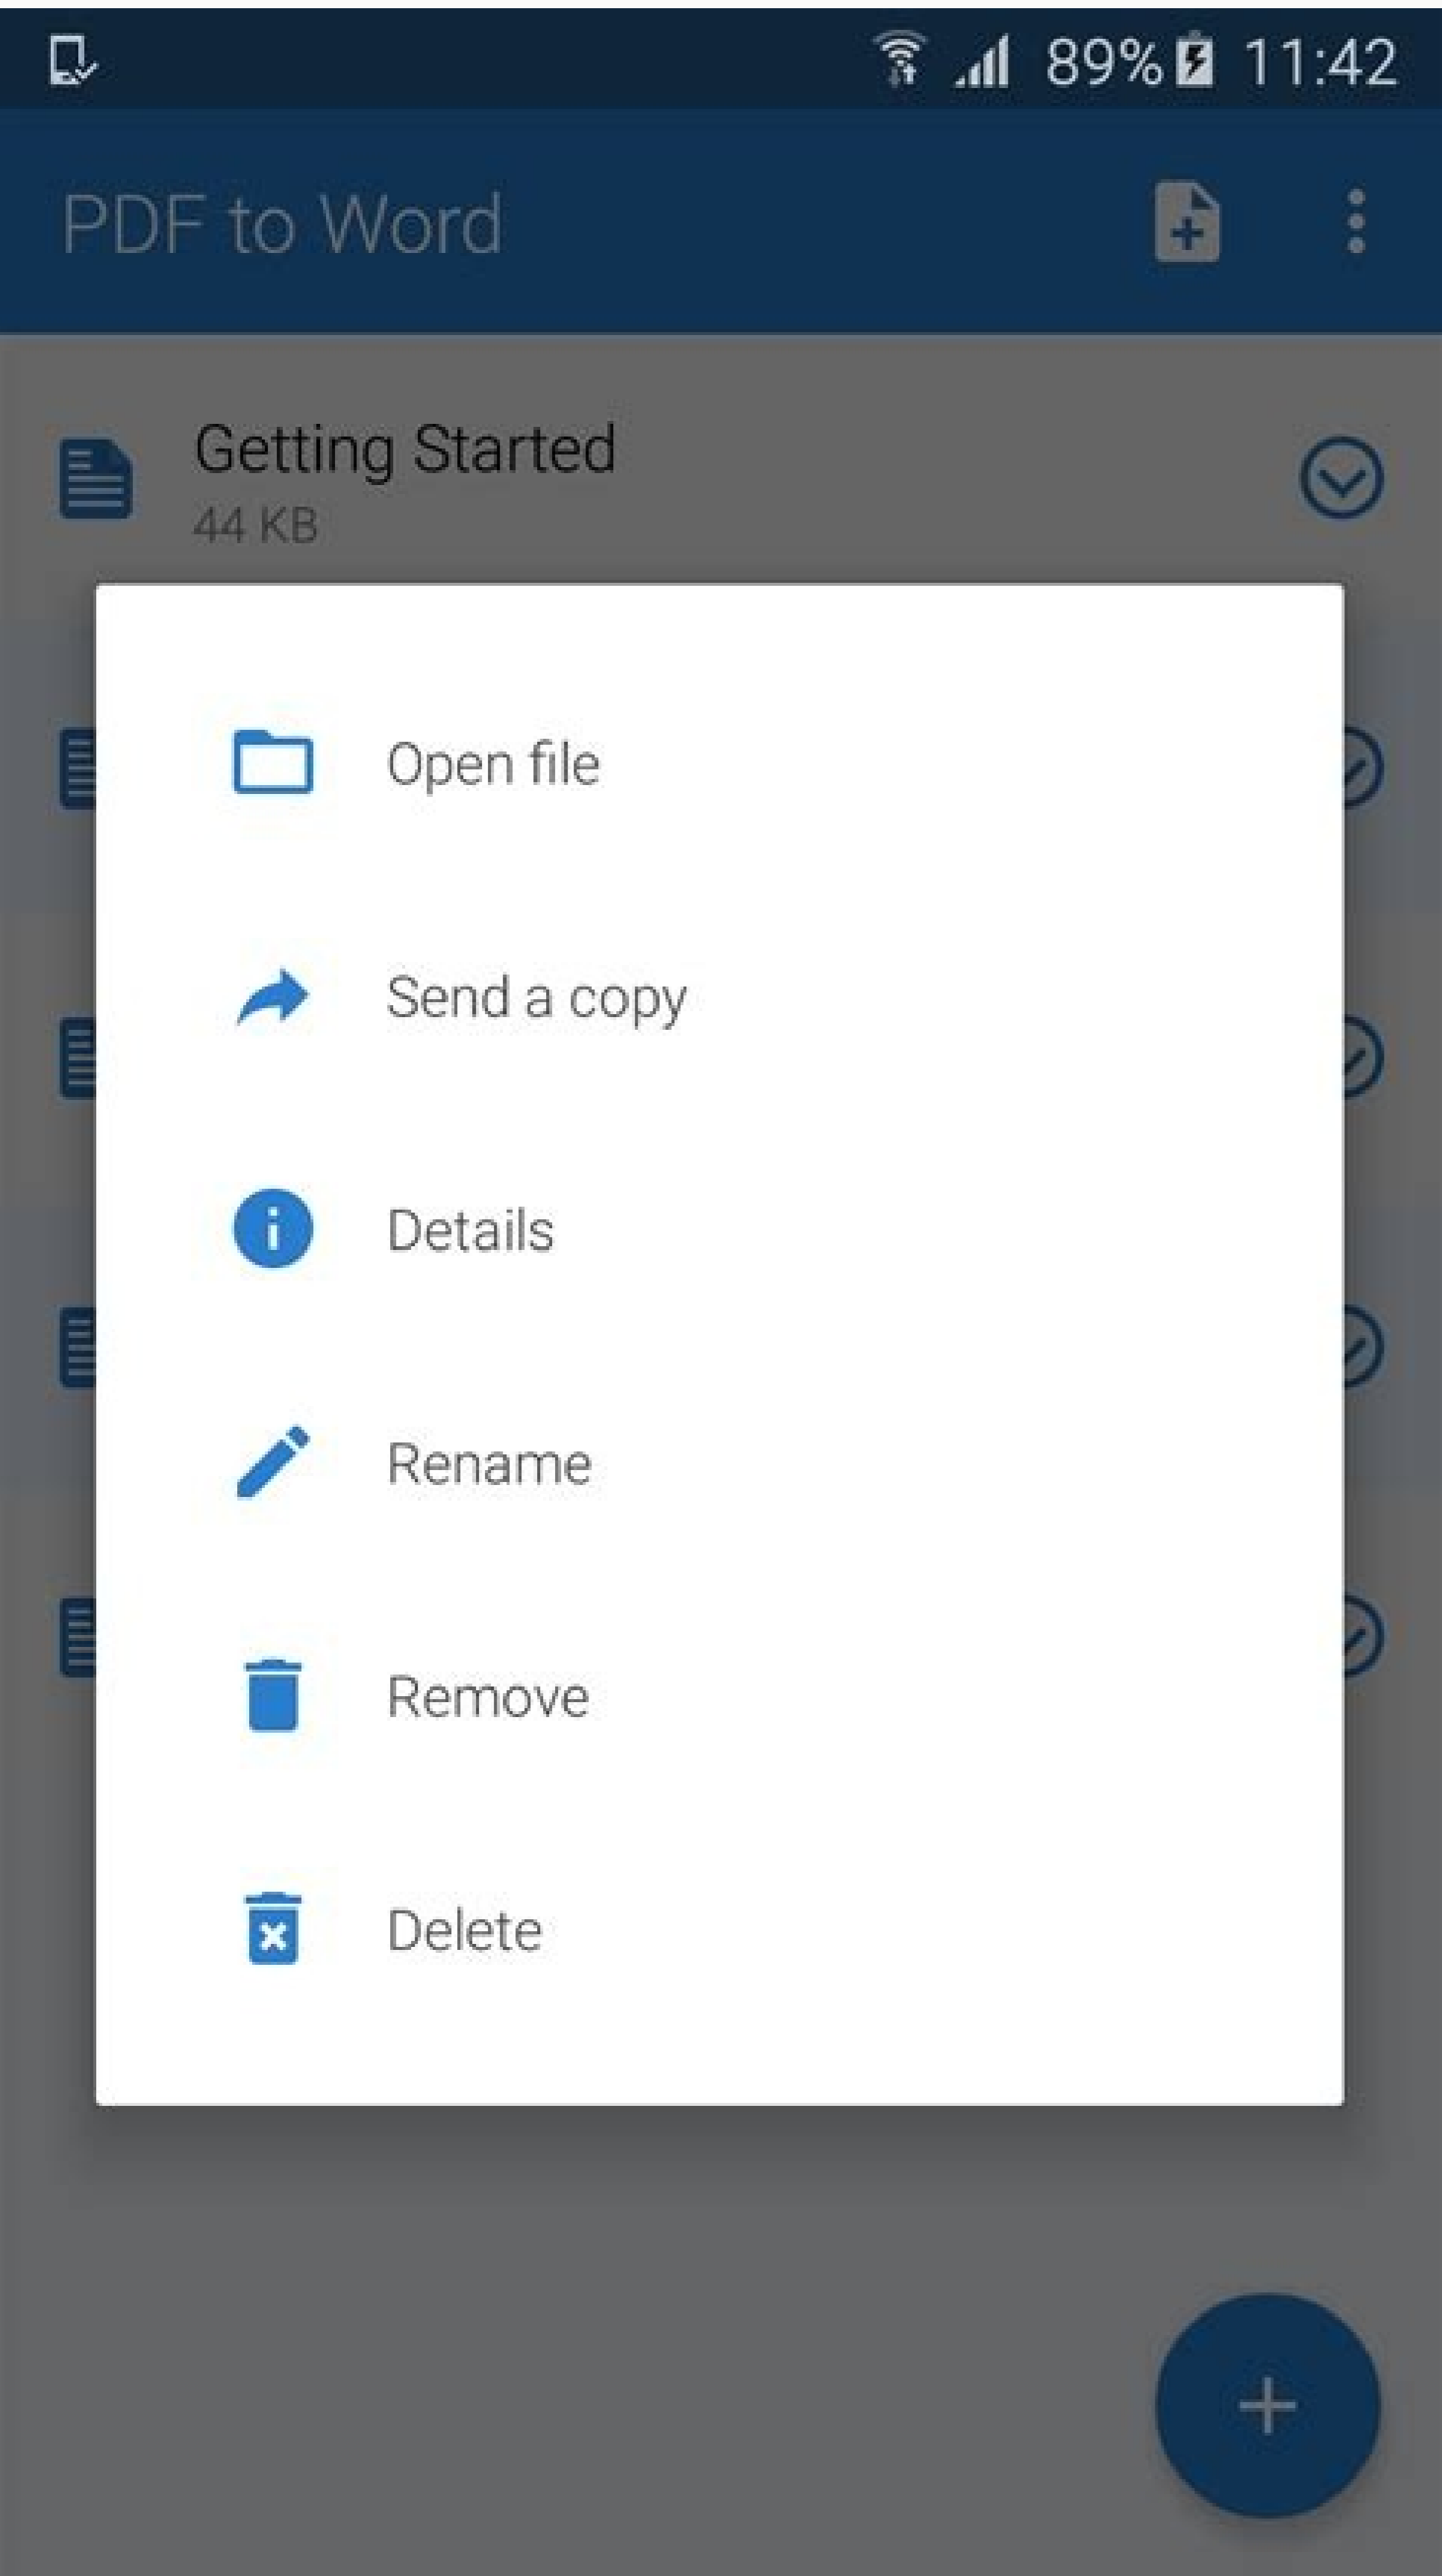 89% 11:42
PDF to Word
Getting Started
44 KB
Open file
Send a copy
Details
Rename
Remove
Delete